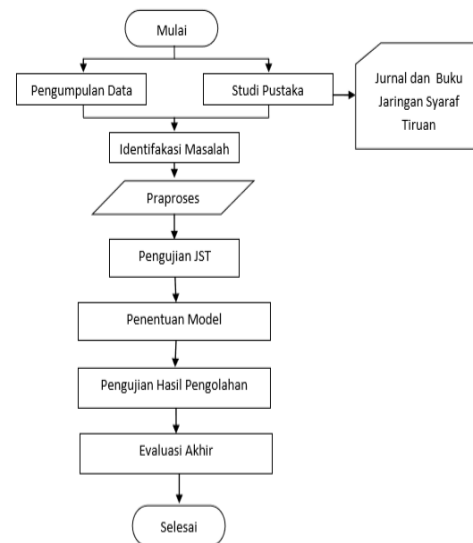 Mulai
Pengumpulan Data
Studi Pustaka
Jurnal dan Buku
Jaringan Syaraf
Tiruan
Identifakasi Masalah
Praproses
Pengujian JST
Penentuan Model
Pengujian Hasil Pengolahan
Evaluasi Akhir
Selesai